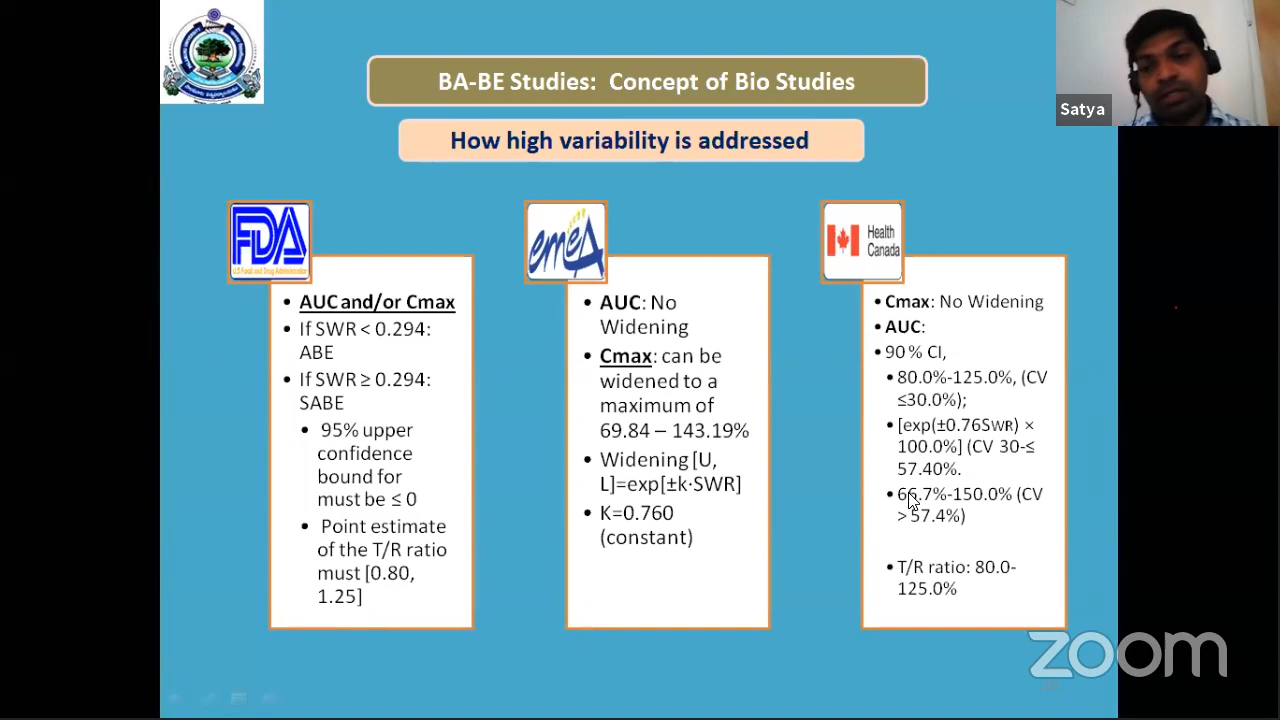 BA-BE Studies: Concept of Bio Studies
How high variability is addressed
Satya
FDA
U.S Food and Drug Administration
• AUC and/or Cmax
• If SWR < 0.294:
ABE
• If SWR ≥ 0.294:
SABE
• 95% upper
confidence
bound for
must be ≤ 0
• Point estimate
of the T/R ratio
must [0.80,
1.25]
emeA
• AUC: No
Widening
• Cmax: can be
widened to a
maximum of
69.84 – 143.19%
• Widening [U,
L]=exp[±k·SWR]
• K=0.760
(constant)
Health
Canada
• Cmax: No Widening
• AUC:
• 90 % CI,
• 80.0%-125.0%, (CV
≤30.0%);
• [exp(±0.76SWR) ×
100.0%] (CV 30-≤
57.40%.
• 66.7%-150.0% (CV
> 57.4%)
• T/R ratio: 80.0-
125.0%
zoom